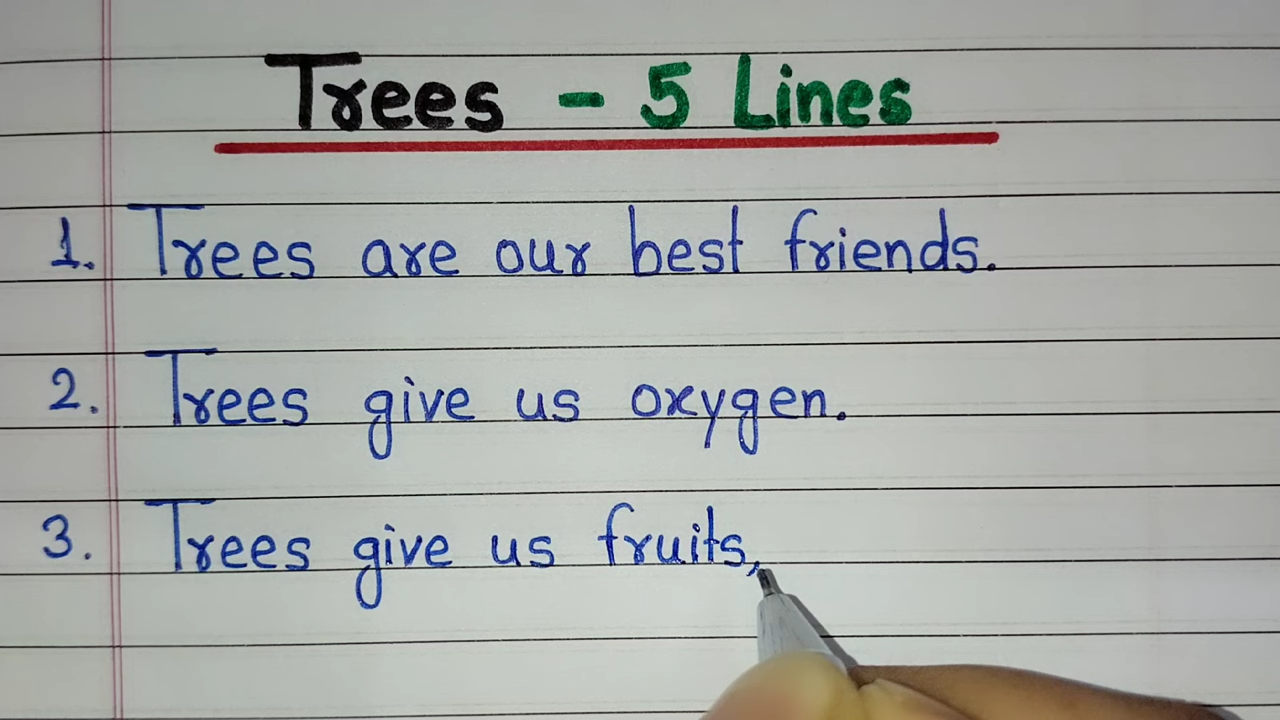 Trees - 5 Lines
1. Trees are our best friends.
2. Trees give us oxygen.
3. Trees give us fruits,